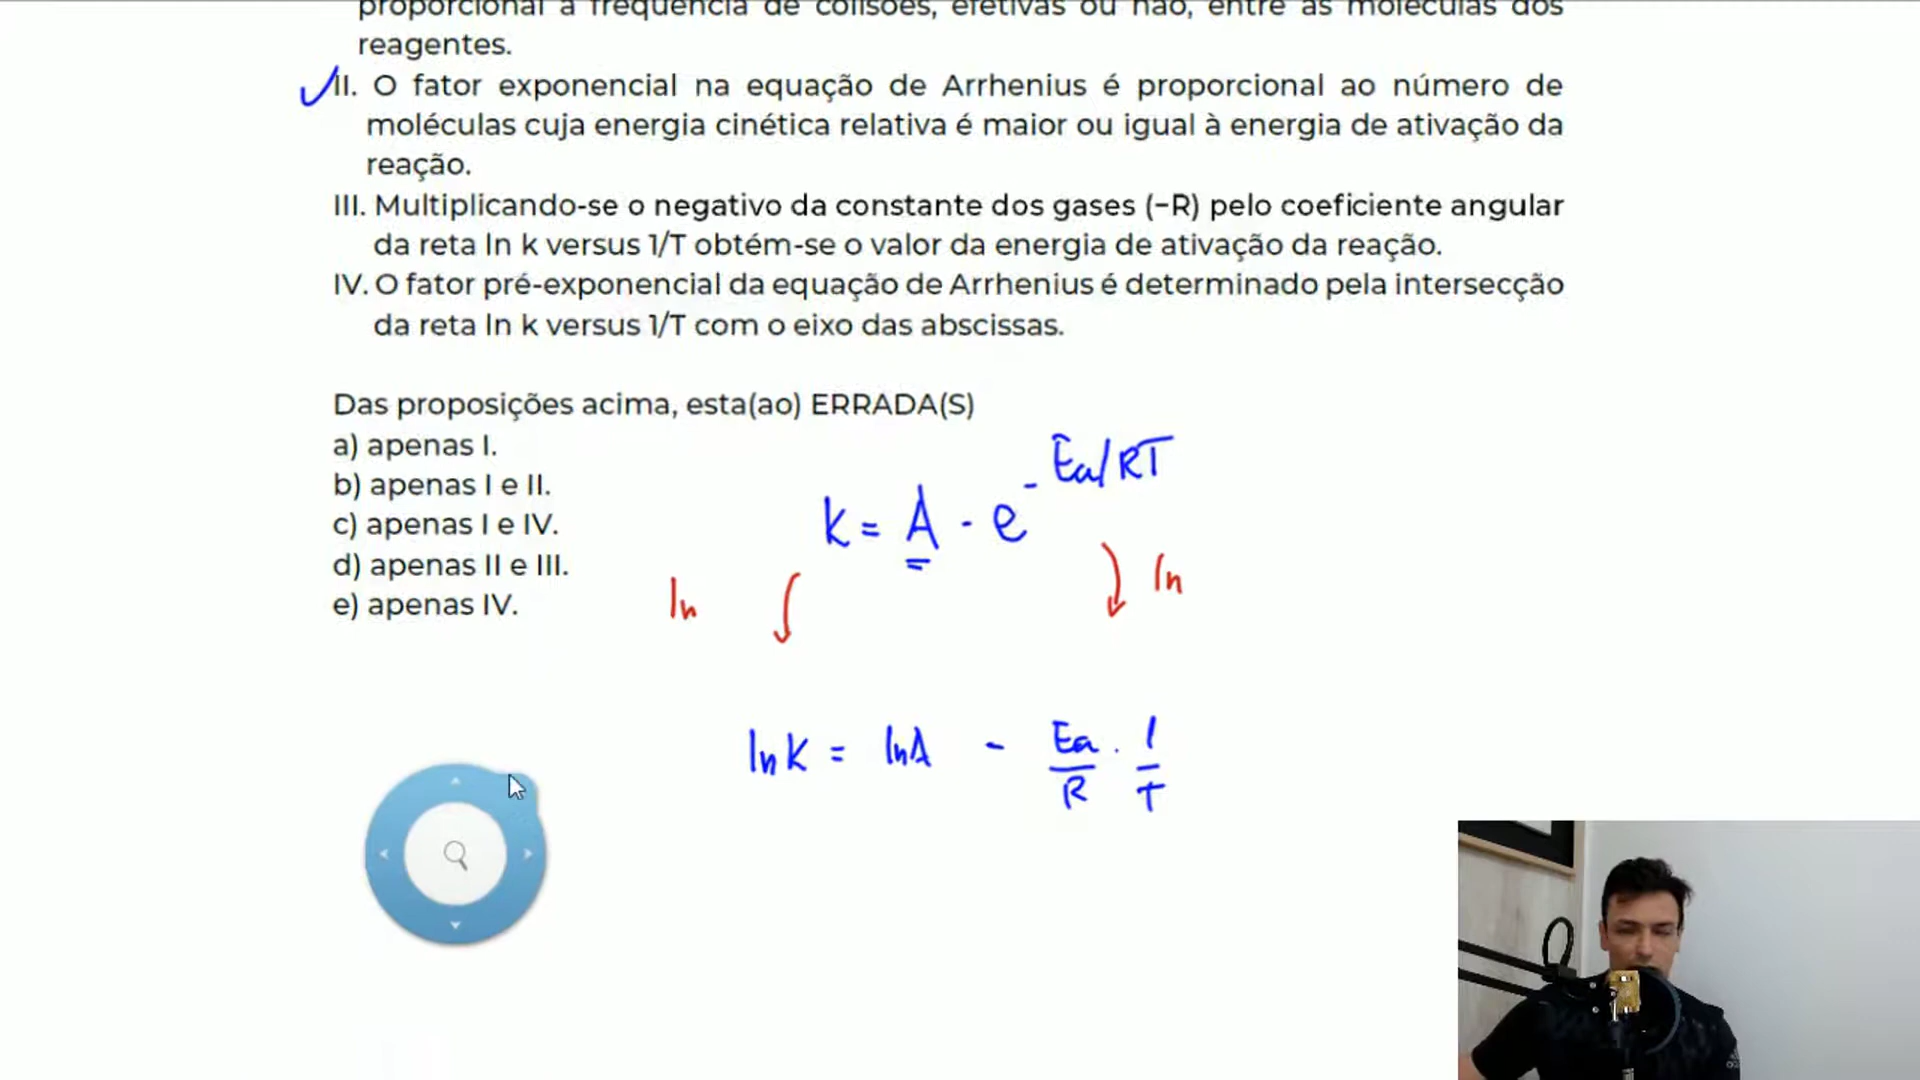 proporcional à frequência de colisões, efetivas ou não, entre as moléculas dos
reagentes.
II. O fator exponencial na equação de Arrhenius é proporcional ao número de
moléculas cuja energia cinética relativa é maior ou igual à energia de ativação da
reação.
III. Multiplicando-se o negativo da constante dos gases (−R) pelo coeficiente angular
da reta ln k versus 1/T obtém-se o valor da energia de ativação da reação.
IV. O fator pré-exponencial da equação de Arrhenius é determinado pela intersecção
da reta ln k versus 1/T com o eixo das abscissas.
Das proposições acima, esta(ao) ERRADA(S)
a) apenas I.
b) apenas I e II.
c) apenas I e IV.
d) apenas II e III.
e) apenas IV.
k = A · e^-Ea/RT
ln
ln
ln K = ln A - Ea/R · 1/T